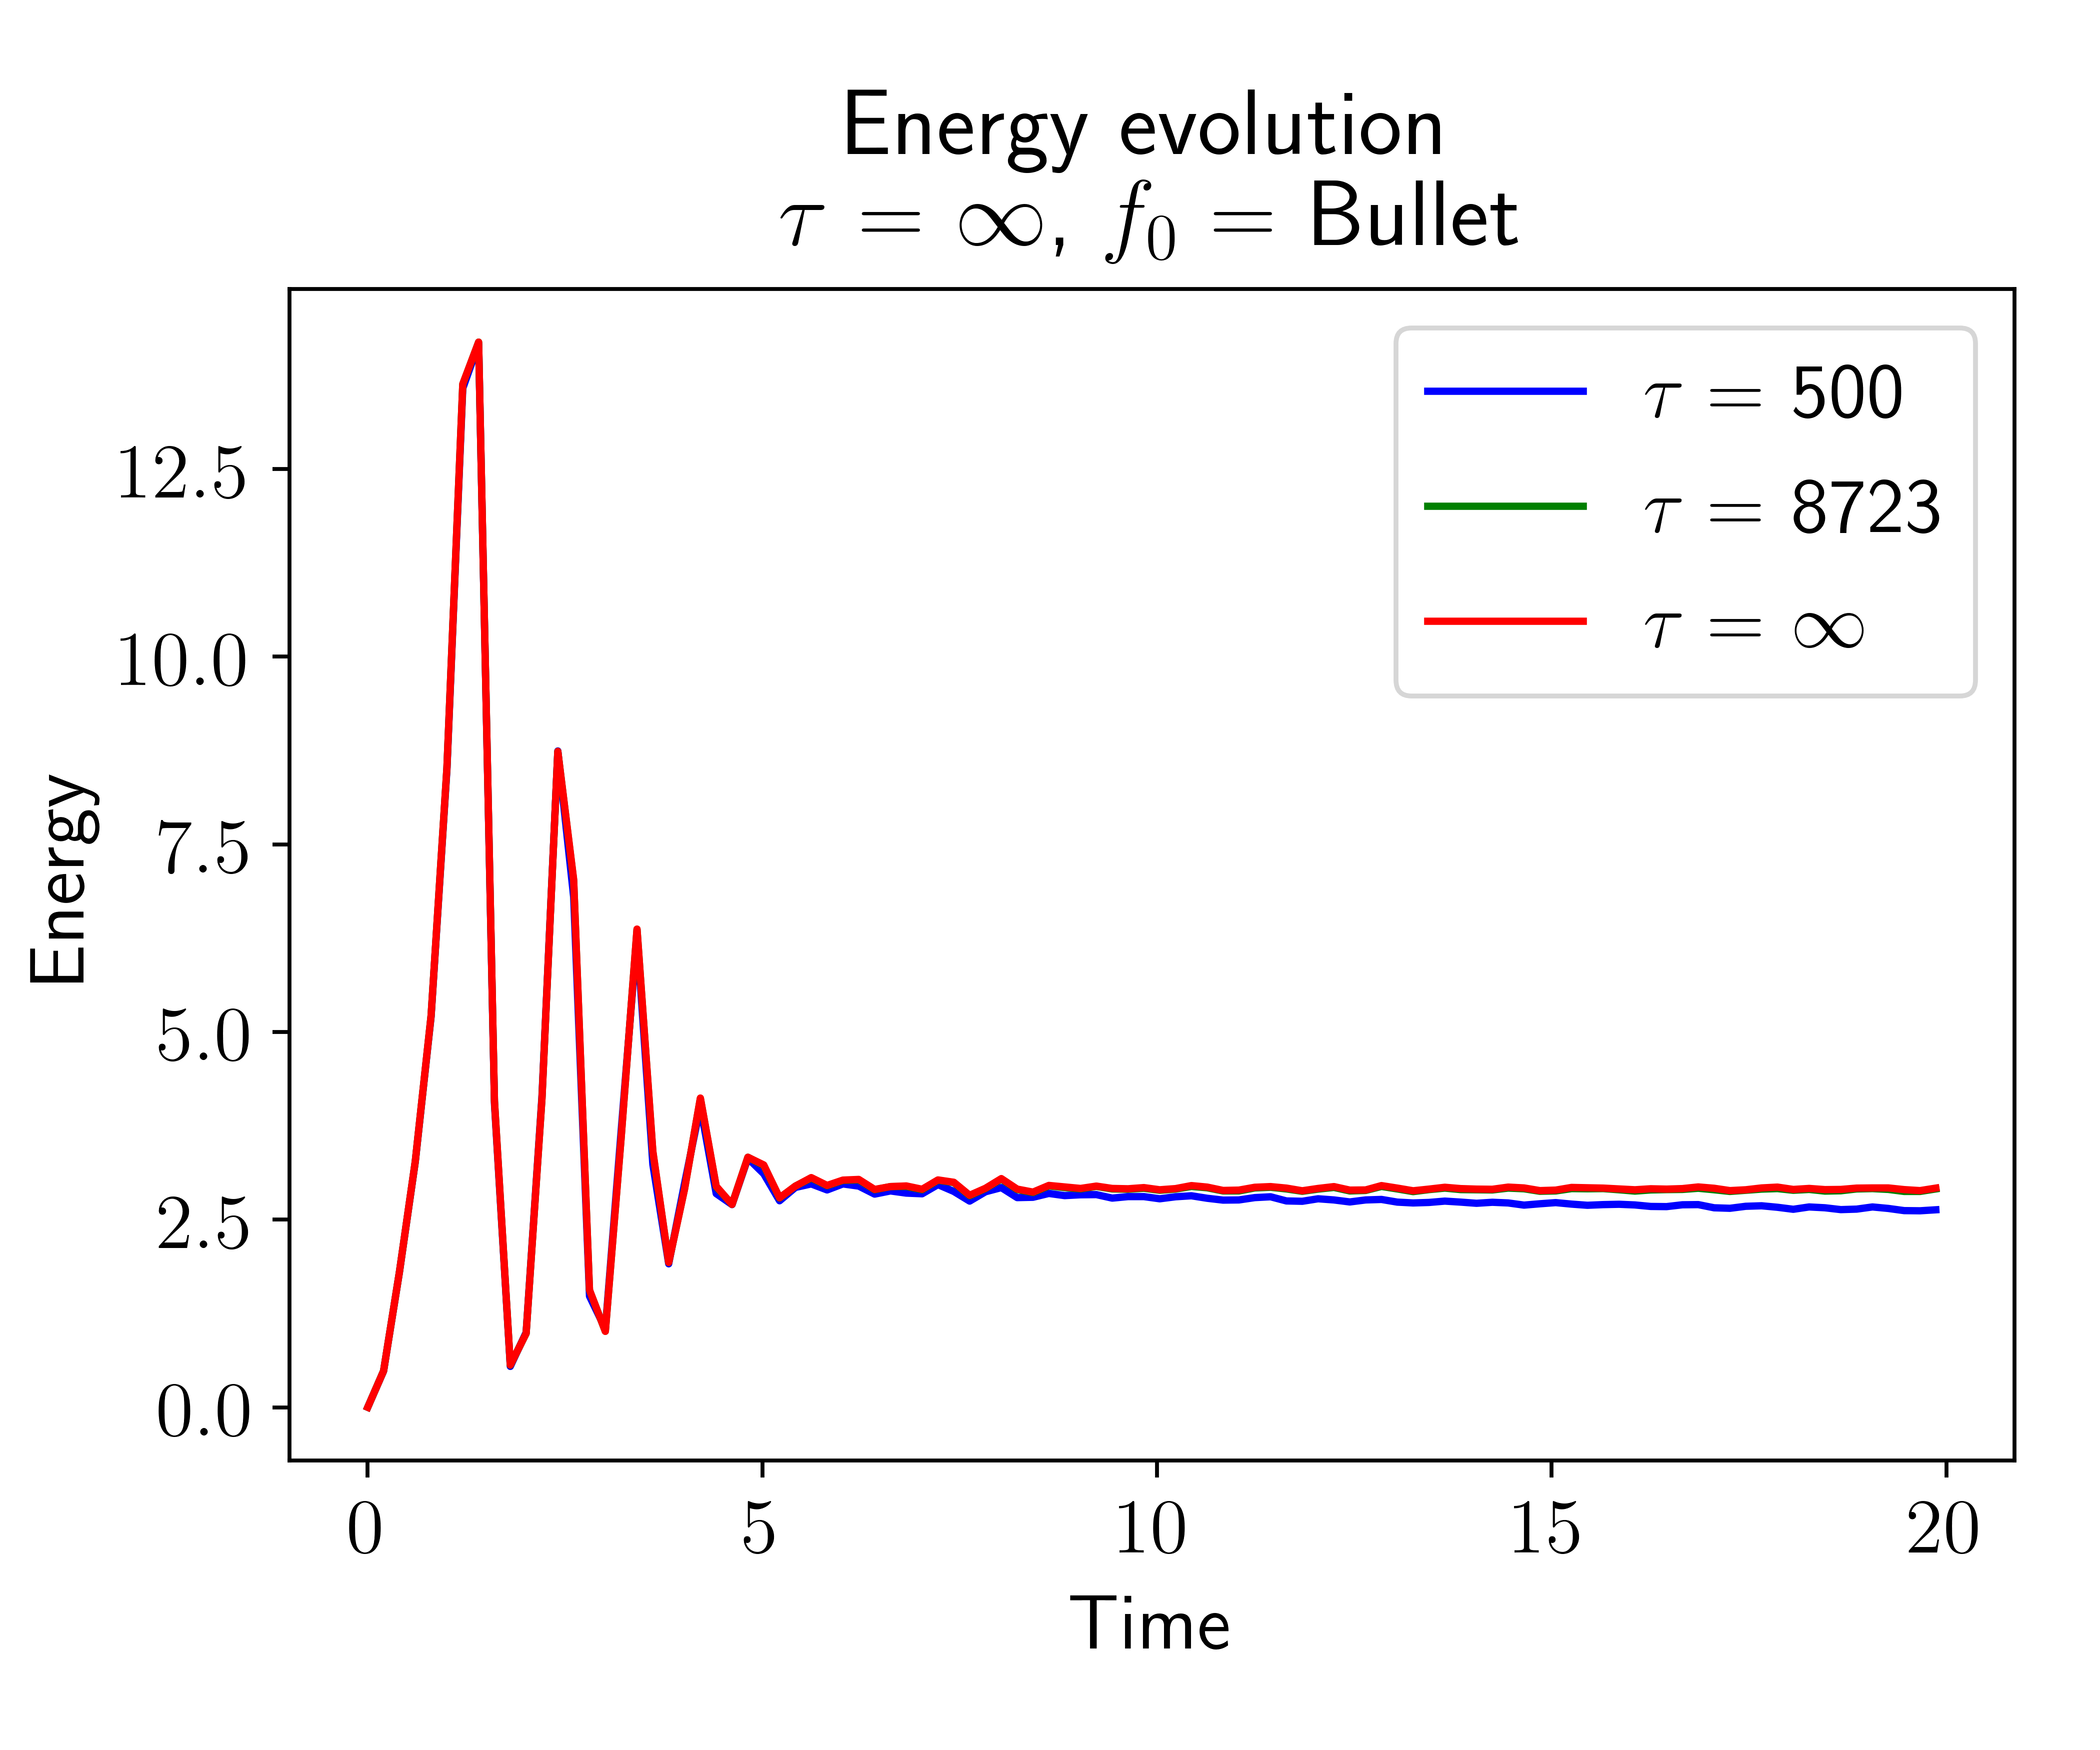 Energy evolution
τ = ∞, f₀ = Bullet
τ = 500
τ = 8723
τ = ∞
12.5
10.0
7.5
5.0
2.5
0.0
Energy
0 5 10 15 20
Time